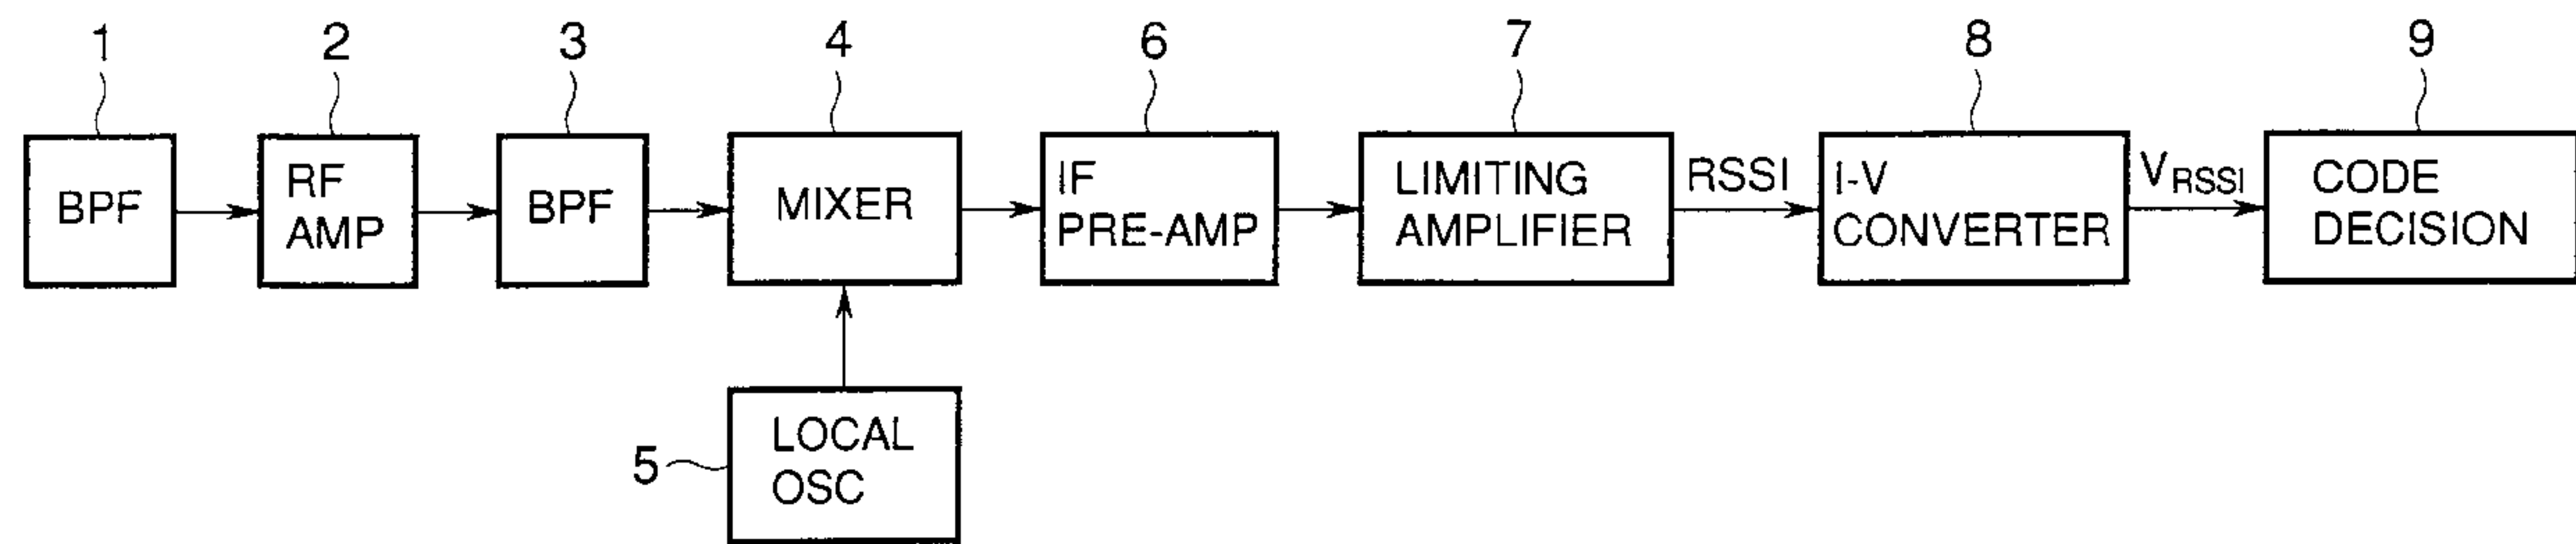 1 2 3 4 6 7 8 9
BPF
RF
AMP
BPF
MIXER
IF
PRE-AMP
LIMITING
AMPLIFIER
RSSI
I-V
CONVERTER
VRSSI
CODE
DECISION
5
LOCAL
OSC